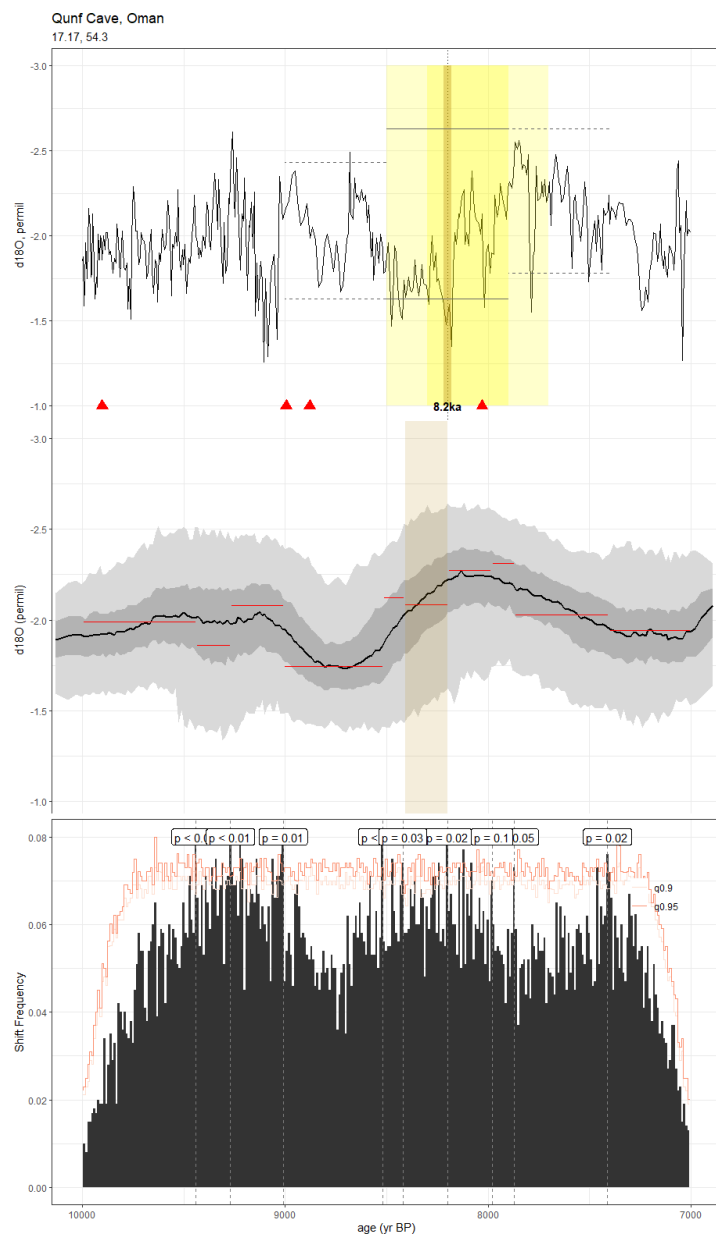 Qunf Cave, Oman
17.17, 54.3
-3.0
-2.5
-2.0
-1.5
-1.0
d18O, permil
8.2ka
-3.0
-2.5
-2.0
-1.5
-1.0
d18O (permil)
p < 0.0 p < 0.01 p = 0.01 p < p = 0.03 p = 0.02 p = 0.1 0.05 p = 0.02
0.08
0.06
0.04
0.02
0.00
Shift Frequency
q0.9
q0.95
10000 9000 8000 7000
age (yr BP)